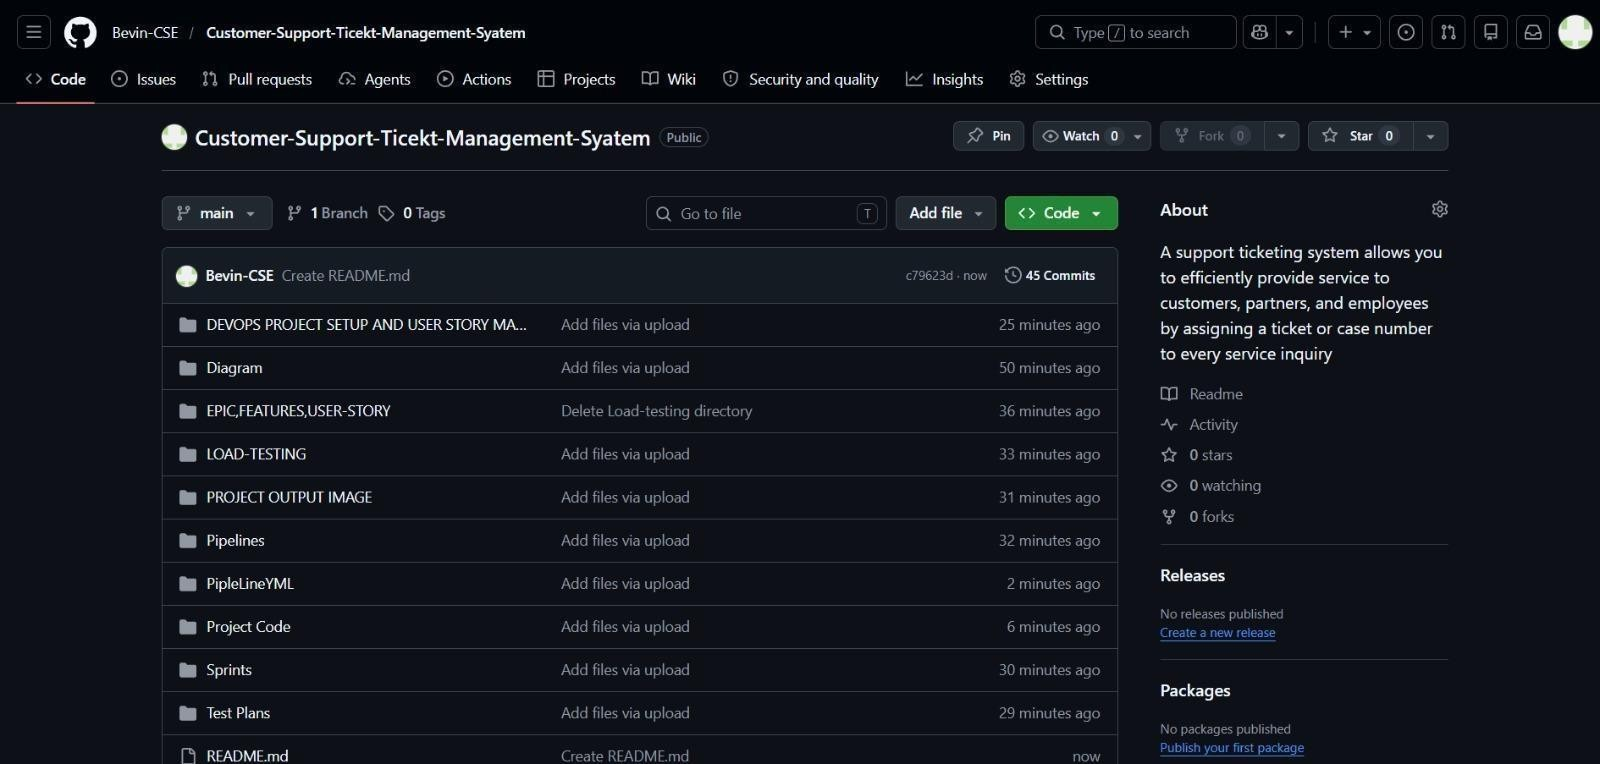 Bevin-CSE / Customer-Support-Ticekt-Management-Syatem Type / to search
Code Issues Pull requests Agents Actions Projects Wiki Security and quality Insights Settings
Customer-Support-Ticekt-Management-Syatem Public Pin Watch 0 Fork 0 Star 0
main 1 Branch 0 Tags Go to file T Add file Code
Bevin-CSE Create README.md c79623d · now 45 Commits
DEVOPS PROJECT SETUP AND USER STORY MA... Add files via upload 25 minutes ago
Diagram Add files via upload 50 minutes ago
EPIC,FEATURES,USER-STORY Delete Load-testing directory 36 minutes ago
LOAD-TESTING Add files via upload 33 minutes ago
PROJECT OUTPUT IMAGE Add files via upload 31 minutes ago
Pipelines Add files via upload 32 minutes ago
PipleLineYML Add files via upload 2 minutes ago
Project Code Add files via upload 6 minutes ago
Sprints Add files via upload 30 minutes ago
Test Plans Add files via upload 29 minutes ago
README.md Create README.md now
About
A support ticketing system allows you
to efficiently provide service to
customers, partners, and employees
by assigning a ticket or case number
to every service inquiry
Readme
Activity
0 stars
0 watching
0 forks
Releases
No releases published
Create a new release
Packages
No packages published
Publish your first package